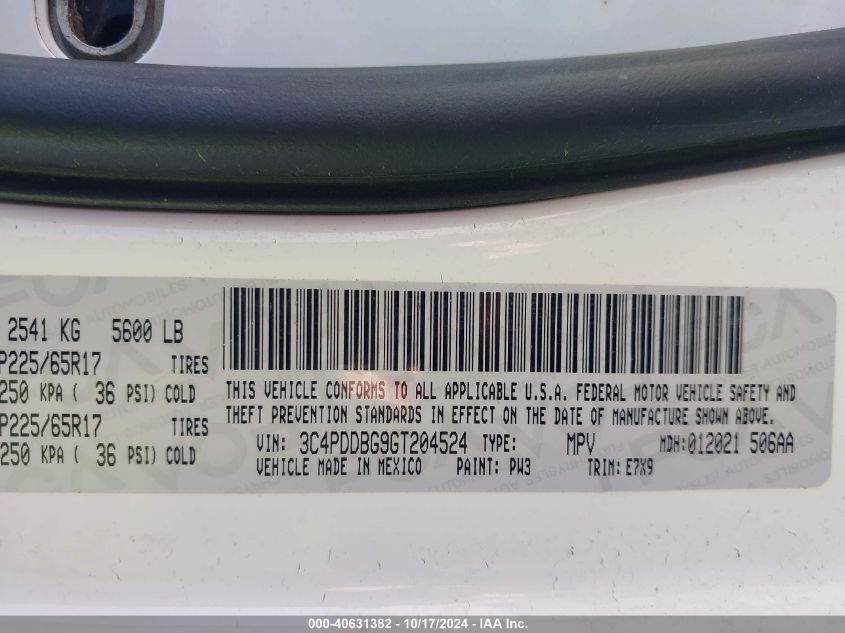 2541 KG 5600 LB
P225/65R17 TIRES
250 KPA ( 36 PSI) COLD
P225/65R17 TIRES
250 KPA ( 36 PSI) COLD
THIS VEHICLE CONFORMS TO ALL APPLICABLE U.S.A. FEDERAL MOTOR VEHICLE SAFETY AND
THEFT PREVENTION STANDARDS IN EFFECT ON THE DATE OF MANUFACTURE SHOWN ABOVE.
VIN: 3C4PDDBG9GT204524 TYPE: MPV MDH:012021 506AA
VEHICLE MADE IN MEXICO PAINT: PW3 TRIM: E7X9
000-40631382 - 10/17/2024 - IAA Inc.